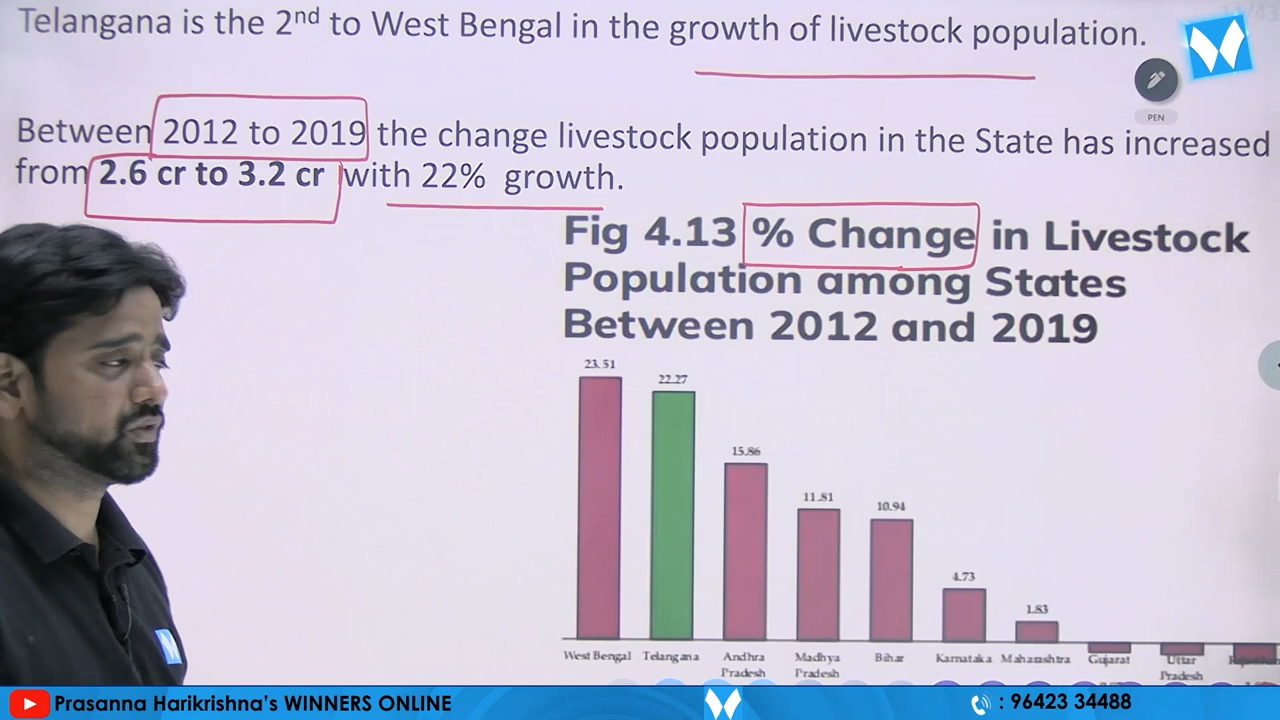 Telangana is the 2nd to West Bengal in the growth of livestock population.
PEN
Between 2012 to 2019 the change livestock population in the State has increased
from 2.6 cr to 3.2 cr with 22% growth.
Fig 4.13 % Change in Livestock
Population among States
Between 2012 and 2019
23.51
22.27
15.86
11.81
10.94
4.73
1.83
West Bengal
Telangana
Andhra
Pradesh
Madhya
Pradesh
Bihar
Karnataka
Maharashtra
Gujarat
Uttar
Pradesh
Prasanna Harikrishna's WINNERS ONLINE
: 96423 34488